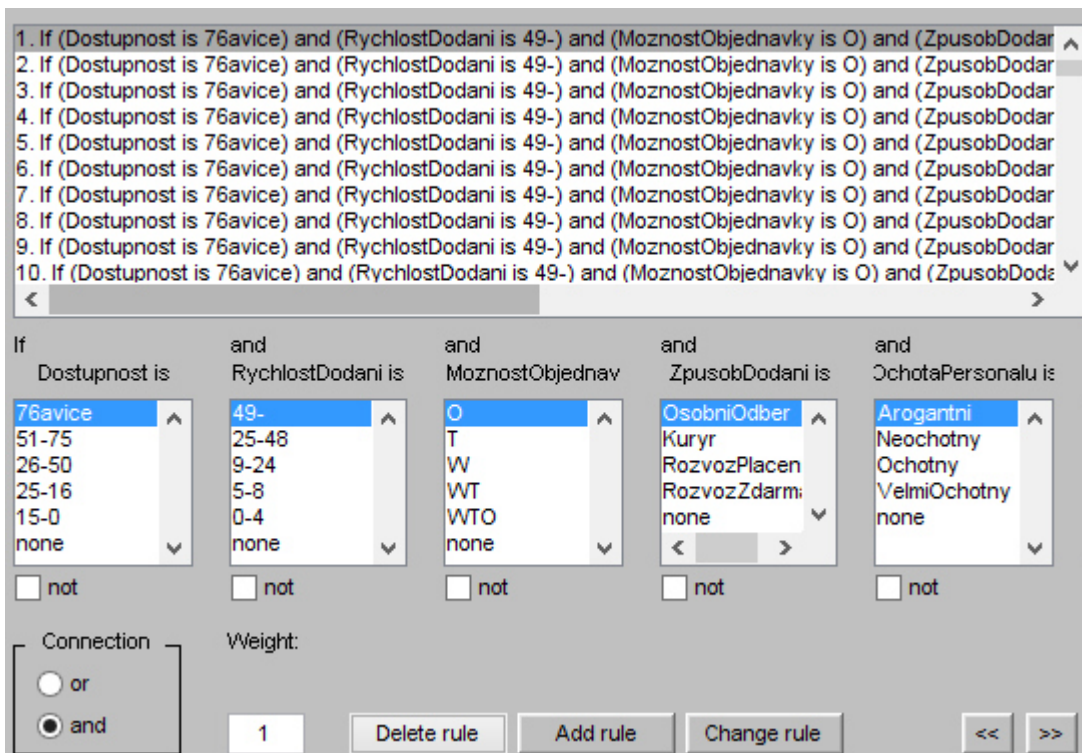 1. If (Dostupnost is 76avice) and (RychlostDodani is 49-) and (MoznostObjednavky is O) and (ZpusobDodar
2. If (Dostupnost is 76avice) and (RychlostDodani is 49-) and (MoznostObjednavky is O) and (ZpusobDodar
3. If (Dostupnost is 76avice) and (RychlostDodani is 49-) and (MoznostObjednavky is O) and (ZpusobDodar
4. If (Dostupnost is 76avice) and (RychlostDodani is 49-) and (MoznostObjednavky is O) and (ZpusobDodar
5. If (Dostupnost is 76avice) and (RychlostDodani is 49-) and (MoznostObjednavky is O) and (ZpusobDodar
6. If (Dostupnost is 76avice) and (RychlostDodani is 49-) and (MoznostObjednavky is O) and (ZpusobDodar
7. If (Dostupnost is 76avice) and (RychlostDodani is 49-) and (MoznostObjednavky is O) and (ZpusobDodar
8. If (Dostupnost is 76avice) and (RychlostDodani is 49-) and (MoznostObjednavky is O) and (ZpusobDodar
9. If (Dostupnost is 76avice) and (RychlostDodani is 49-) and (MoznostObjednavky is O) and (ZpusobDodar
10. If (Dostupnost is 76avice) and (RychlostDodani is 49-) and (MoznostObjednavky is O) and (ZpusobDoda
If
Dostupnost is
76avice
51-75
26-50
25-16
15-0
none
not
and
RychlostDodani is
49-
25-48
9-24
5-8
0-4
none
not
and
MoznostObjednav
O
T
W
WT
WTO
none
not
and
ZpusobDodani is
OsobniOdber
Kuryr
RozvozPlacen
RozvozZdarm
none
not
and
OchotaPersonalu is
Arogantni
Neochotny
Ochotny
VelmiOchotny
none
not
Connection
or
and
Weight:
1
Delete rule
Add rule
Change rule
<<
>>